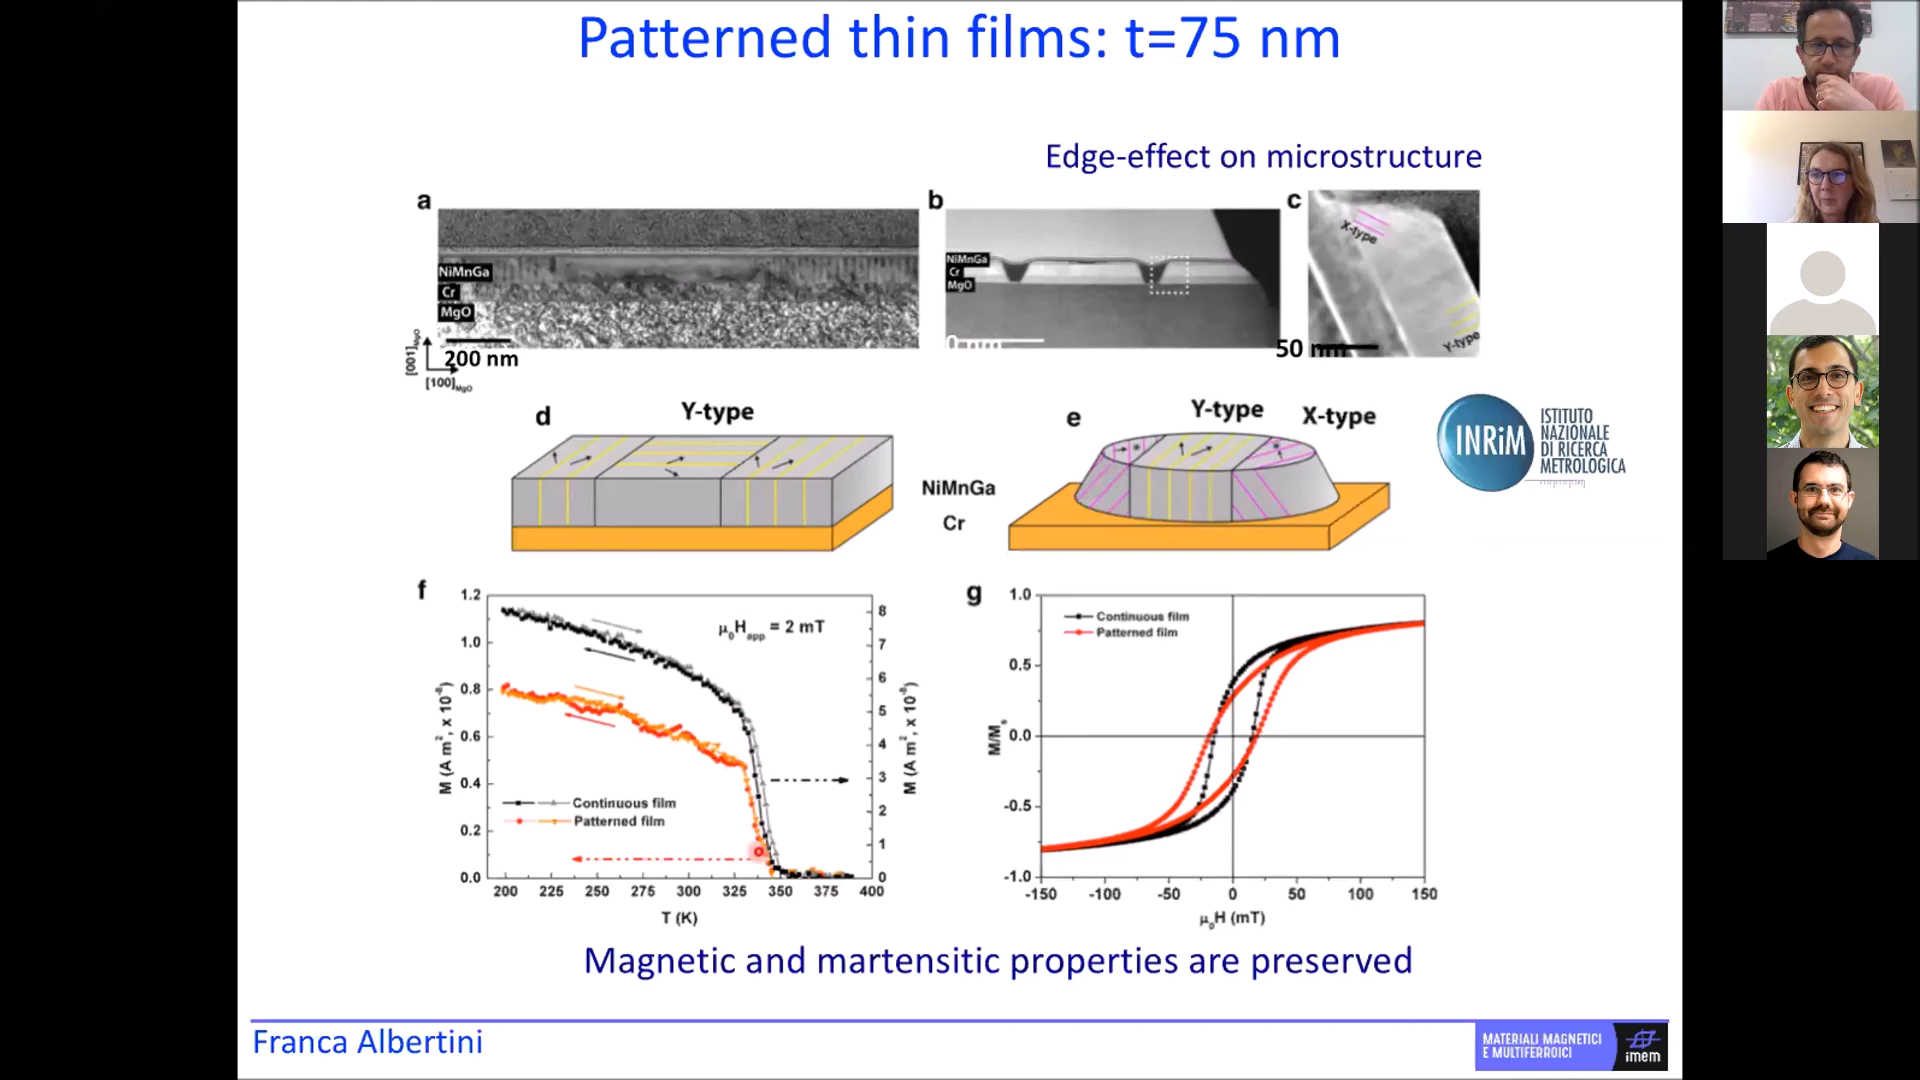 Patterned thin films: t=75 nm
Edge-effect on microstructure
a
b
c
NiMnGa
Cr
MgO
200 nm
[001]MgO
[100]MgO
NiMnGa
Cr
MgO
X-type
Y-type
50 nm
d
Y-type
e
Y-type
X-type
NiMnGa
Cr
INRiM
ISTITUTO
NAZIONALE
DI RICERCA
METROLOGICA
f
μ₀Happ = 2 mT
Continuous film
Patterned film
M (A m², x 10⁻⁸)
1.2
1.0
0.8
0.6
0.4
0.2
0.0
8
7
6
5
4
3
2
1
0
M (A m², x 10⁻⁸)
200 225 250 275 300 325 350 375 400
T (K)
g
Continuous film
Patterned film
M/Ms
1.0
0.5
0.0
-0.5
-1.0
-150 -100 -50 0 50 100 150
μ₀H (mT)
Magnetic and martensitic properties are preserved
Franca Albertini
MATERIALI MAGNETICI
E MULTIFERROICI
imem